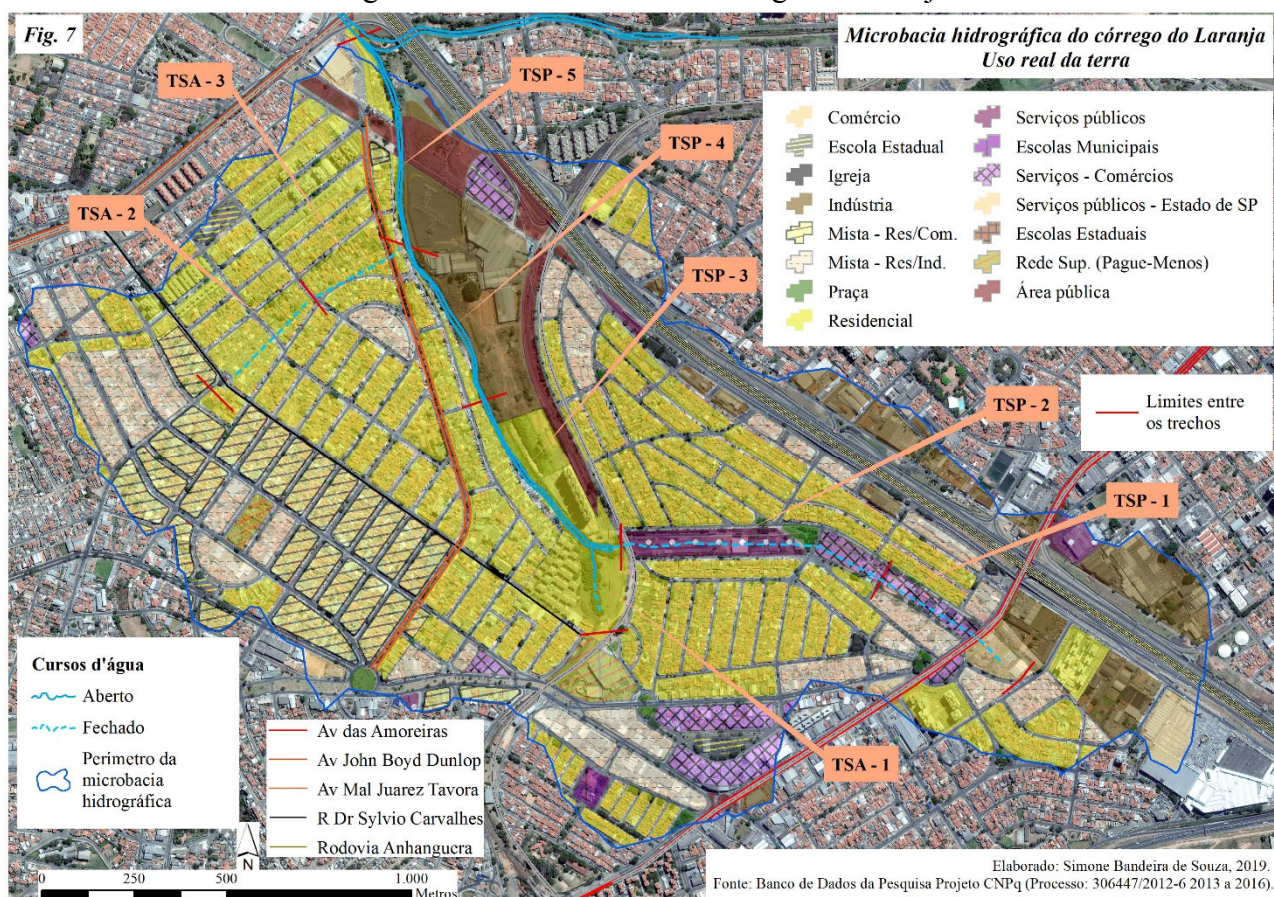 Fig. 7
Microbacia hidrográfica do córrego do Laranja
Uso real da terra
Comércio
Escola Estadual
Igreja
Indústria
Mista - Res/Com.
Mista - Res/Ind.
Praça
Residencial
Serviços públicos
Escolas Municipais
Serviços - Comércios
Serviços públicos - Estado de SP
Escolas Estaduais
Rede Sup. (Pague-Menos)
Área pública
TSA - 3
TSP - 5
TSP - 4
TSA - 2
TSP - 3
TSP - 2
TSP - 1
TSA - 1
Limites entre
os trechos
Cursos d'água
Aberto
Fechado
Perímetro da
microbacia
hidrográfica
Av das Amoreiras
Av John Boyd Dunlop
Av Mal Juarez Tavora
R Dr Sylvio Carvalhes
Rodovia Anhanguera
N
0 250 500 1.000
Metros
Elaborado: Simone Bandeira de Souza, 2019.
Fonte: Banco de Dados da Pesquisa Projeto CNPq (Processo: 306447/2012-6 2013 a 2016).